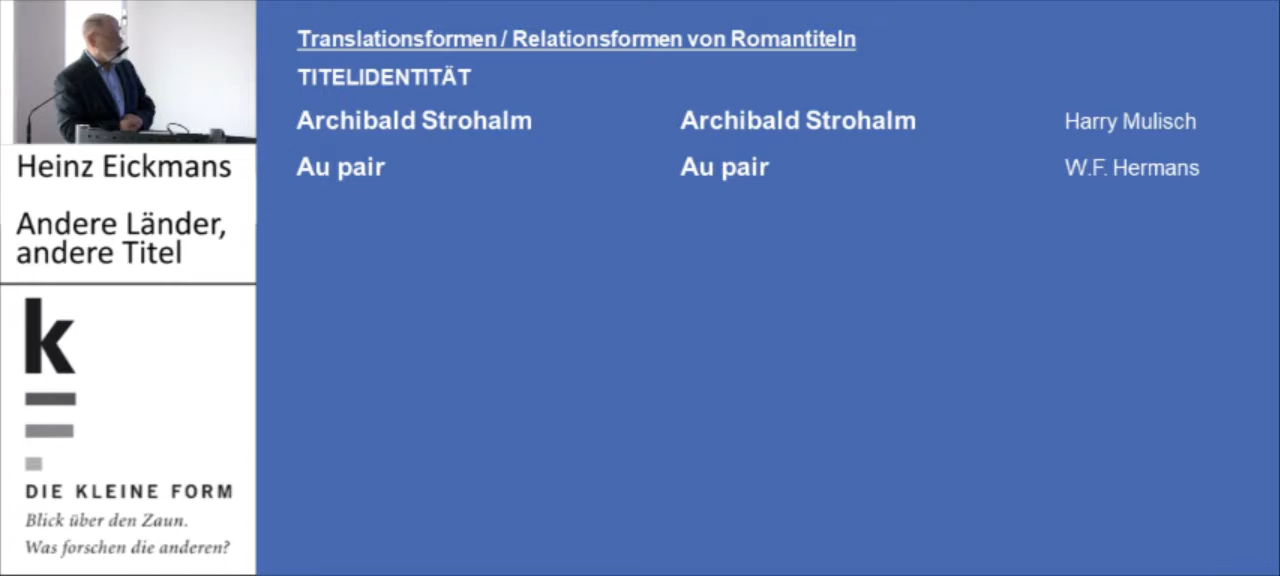 Translationsformen / Relationsformen von Romantiteln
TITELIDENTITÄT
Archibald Strohalm Archibald Strohalm Harry Mulisch
Au pair Au pair W.F. Hermans
Heinz Eickmans
Andere Länder,
andere Titel
k
DIE KLEINE FORM
Blick über den Zaun.
Was forschen die anderen?